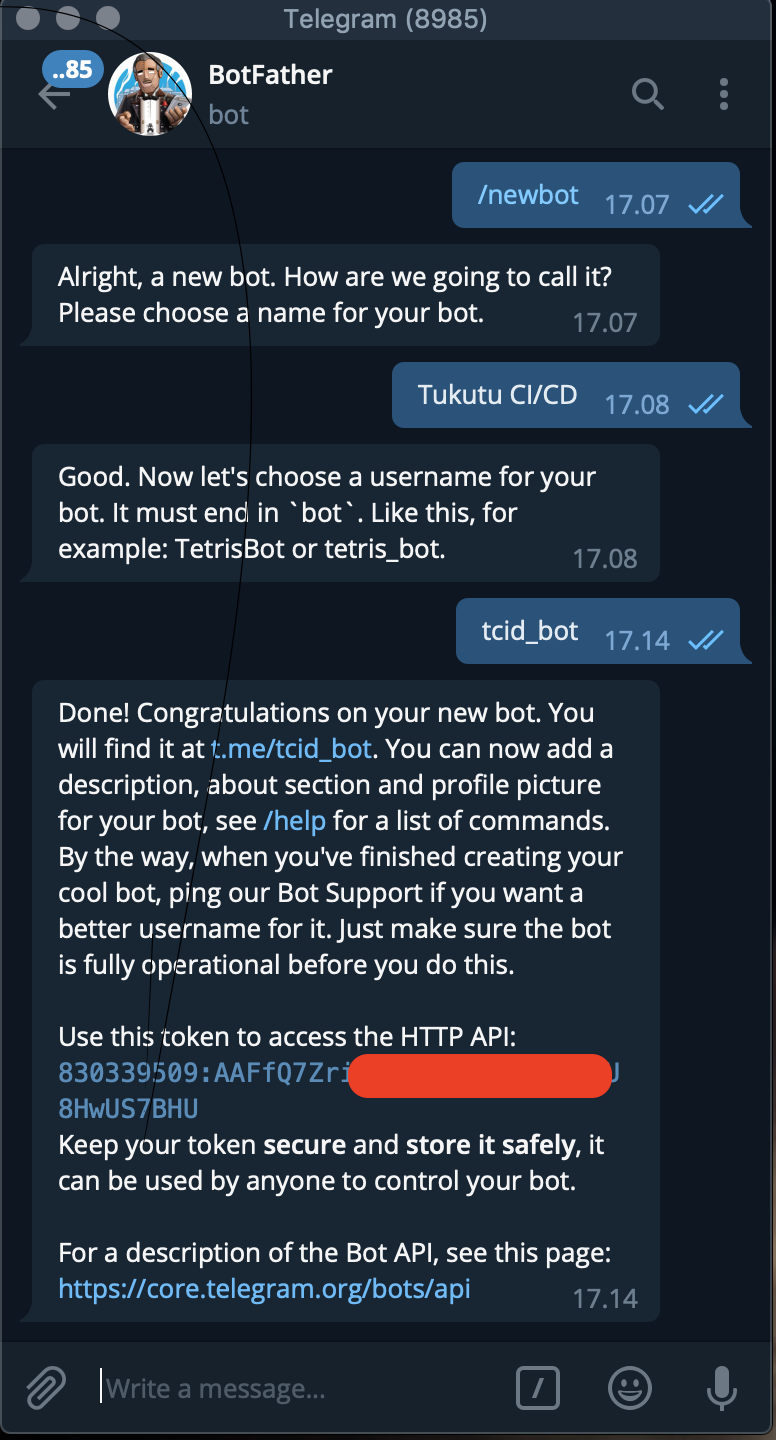 Telegram (8985)
..85
BotFather
bot
/newbot 17.07
Alright, a new bot. How are we going to call it?
Please choose a name for your bot.
17.07
Tukutu CI/CD 17.08
Good. Now let's choose a username for your
bot. It must end in `bot`. Like this, for
example: TetrisBot or tetris_bot.
17.08
tcid_bot 17.14
Done! Congratulations on your new bot. You
will find it at t.me/tcid_bot. You can now add a
description, about section and profile picture
for your bot, see /help for a list of commands.
By the way, when you've finished creating your
cool bot, ping our Bot Support if you want a
better username for it. Just make sure the bot
is fully operational before you do this.
Use this token to access the HTTP API:
830339509:AAFfQ7Zri
8HwUS7BHU
Keep your token secure and store it safely, it
can be used by anyone to control your bot.
For a description of the Bot API, see this page:
https://core.telegram.org/bots/api
17.14
Write a message...